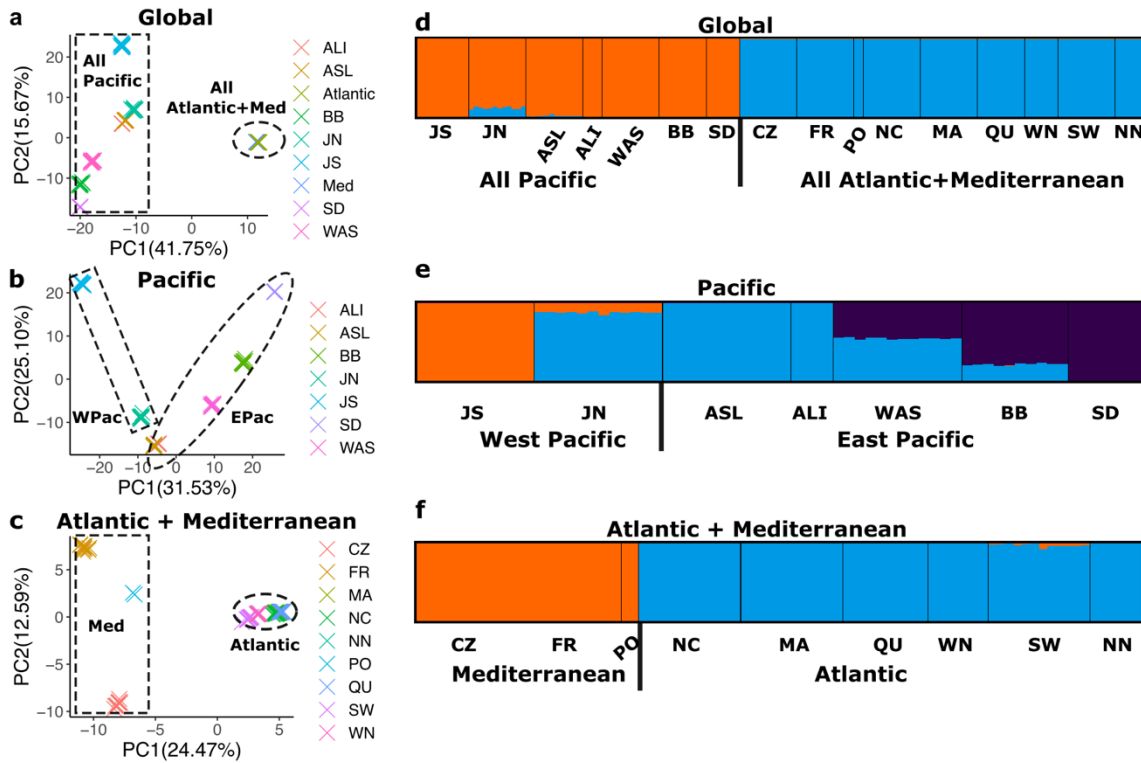 a
Global
20
10
0
−10
−20
−10
0
10
PC2(15.67%)
PC1(41.75%)
All
Pacific
All
Atlantic+Med
ALI
ASL
Atlantic
BB
JN
JS
Med
SD
WAS
b
Pacific
20
10
0
−10
−20
−10
0
10
20
PC2(25.10%)
PC1(31.53%)
WPac
EPac
ALI
ASL
BB
JN
JS
SD
WAS
c
Atlantic + Mediterranean
5
0
−5
−10
−10
−5
0
5
PC2(12.59%)
PC1(24.47%)
Med
Atlantic
CZ
FR
MA
NC
NN
PO
QU
SW
WN
d
Global
JS JN ASL ALI WAS BB SD CZ FR PO NC MA QU WN SW NN
All Pacific All Atlantic+Mediterranean
e
Pacific
JS JN ASL ALI WAS BB SD
West Pacific East Pacific
f
Atlantic + Mediterranean
CZ FR PO NC MA QU WN SW NN
Mediterranean Atlantic